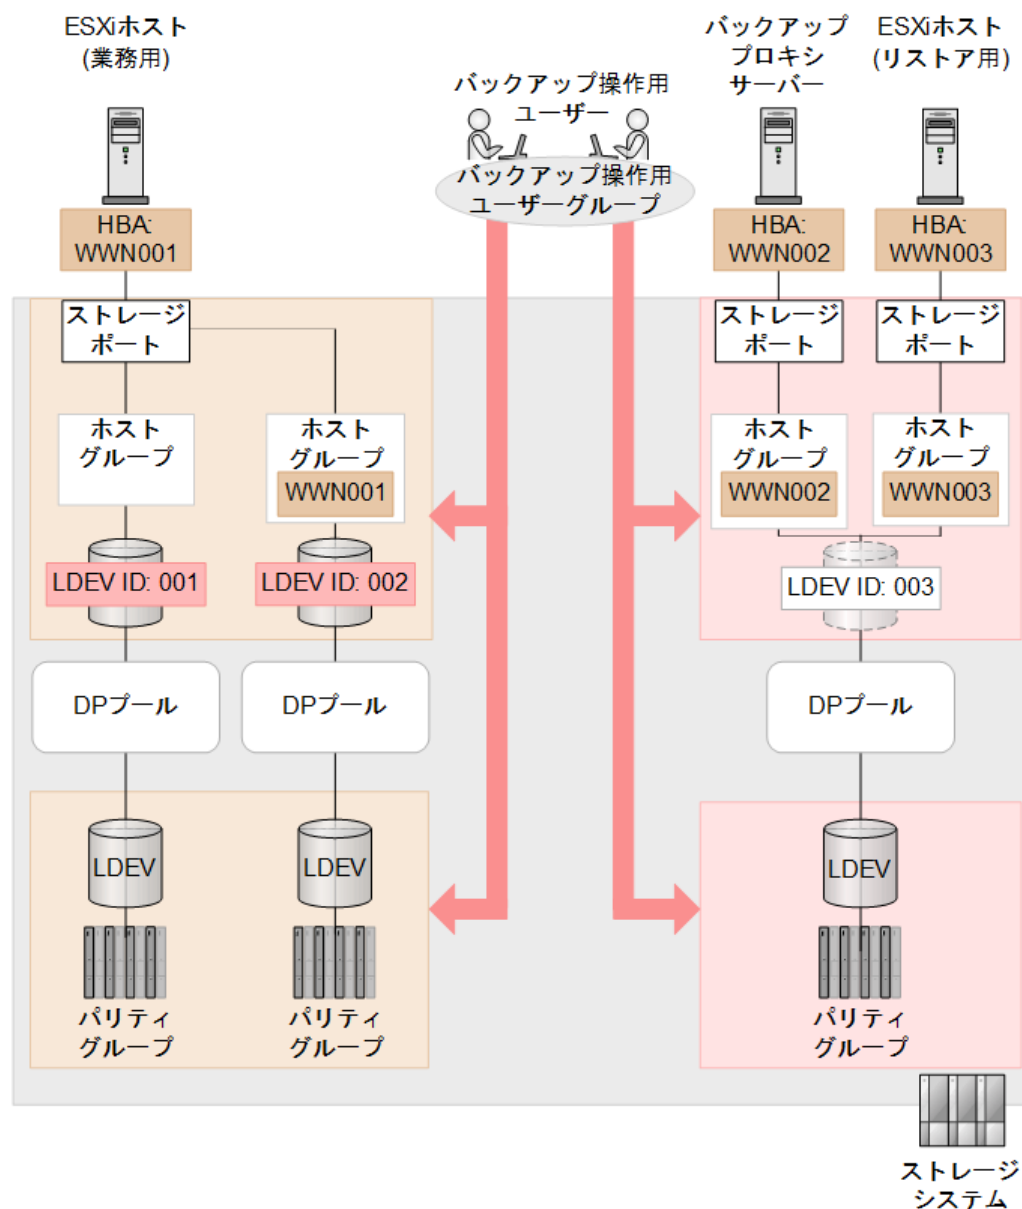 ESXiホスト
(業務用)
バックアップ操作用
ユーザー
バックアップ操作用
ユーザーグループ
バックアップ
プロキシ
サーバー
ESXiホスト
(リストア用)
HBA:
WWN001
HBA:
WWN002
HBA:
WWN003
ストレージ
ポート
ストレージ
ポート
ストレージ
ポート
ホスト
グループ
ホスト
グループ
WWN001
ホスト
グループ
WWN002
ホスト
グループ
WWN003
LDEV ID: 001
LDEV ID: 002
LDEV ID: 003
DPプール
DPプール
DPプール
LDEV
LDEV
LDEV
パリティ
グループ
パリティ
グループ
パリティ
グループ
ストレージ
システム